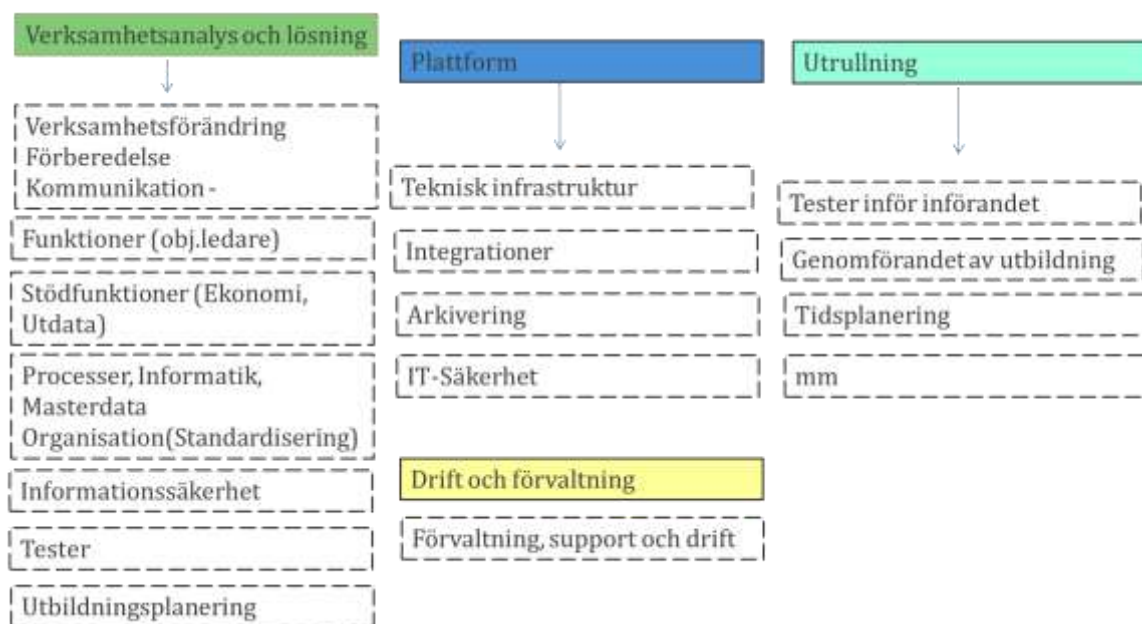 Verksamhetsanalys och lösning
Verksamhetsförändring
Förberedelse
Kommunikation -
Funktioner (obj.ledare)
Stödfunktioner (Ekonomi,
Utdata)
Processer, Informatik,
Masterdata
Organisation(Standardisering)
Informationssäkerhet
Tester
Utbildningsplanering
Plattform
Teknisk infrastruktur
Integrationer
Arkivering
IT-Säkerhet
Drift och förvaltning
Förvaltning, support och drift
Utrullning
Tester inför införandet
Genomförandet av utbildning
Tidsplanering
mm